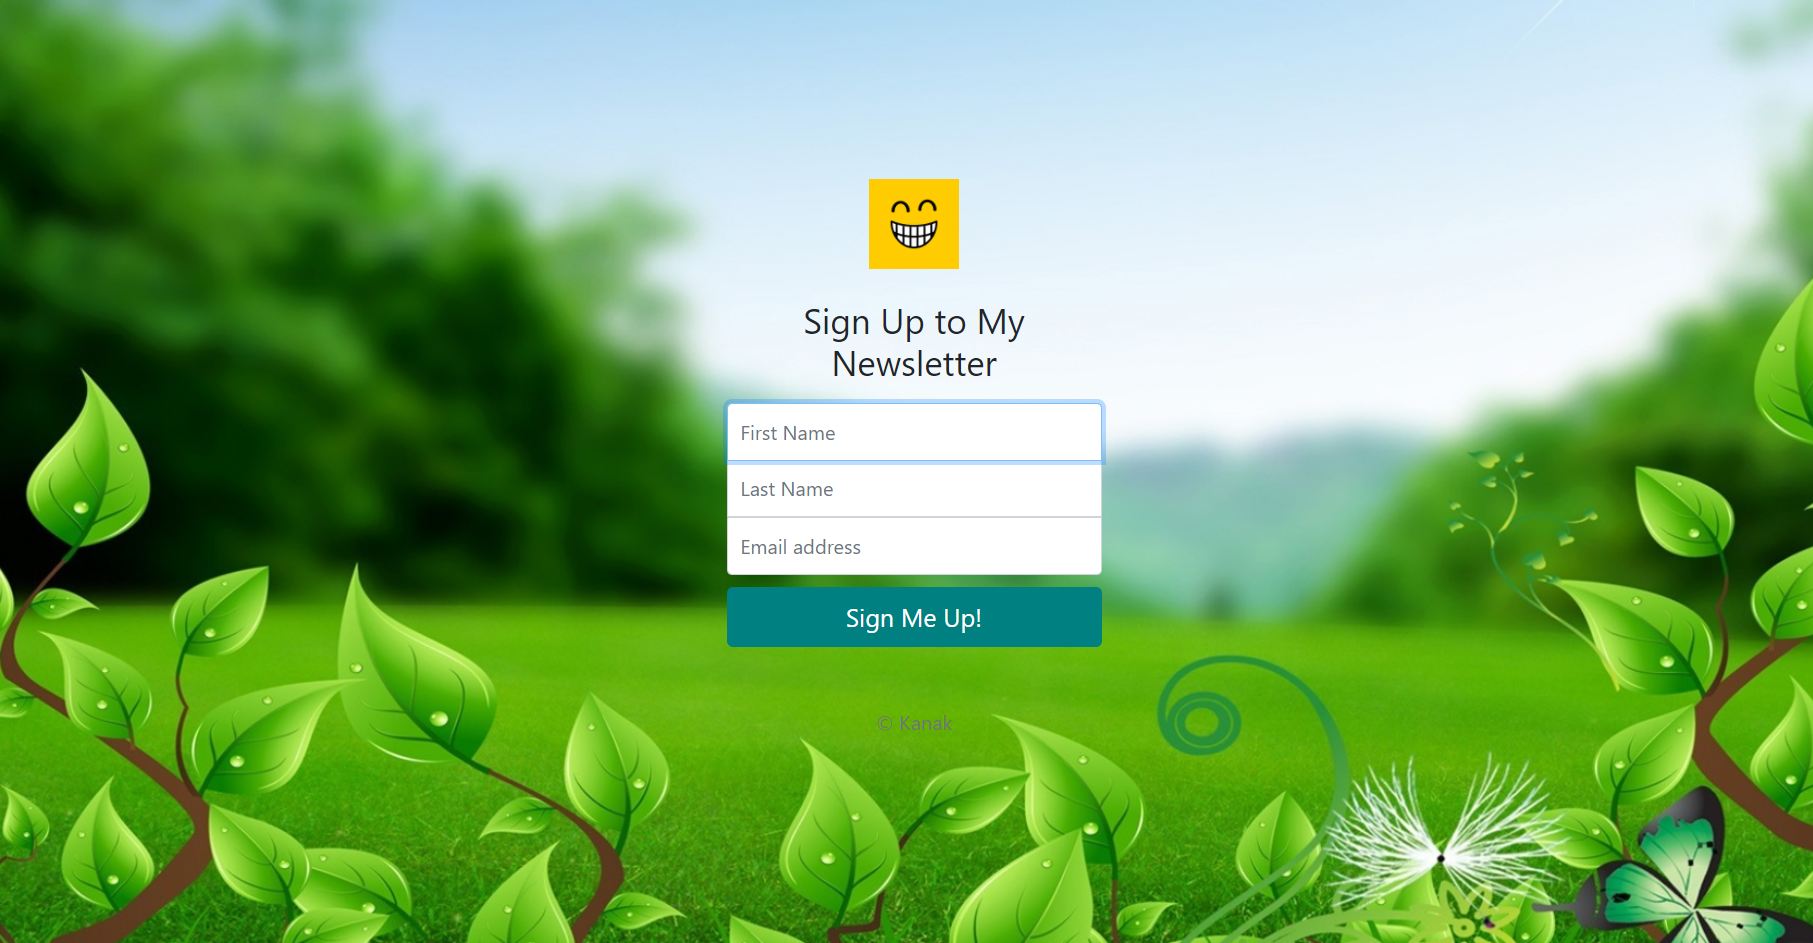 Sign Up to My
Newsletter
First Name
Last Name
Email address
Sign Me Up!
© Kanak